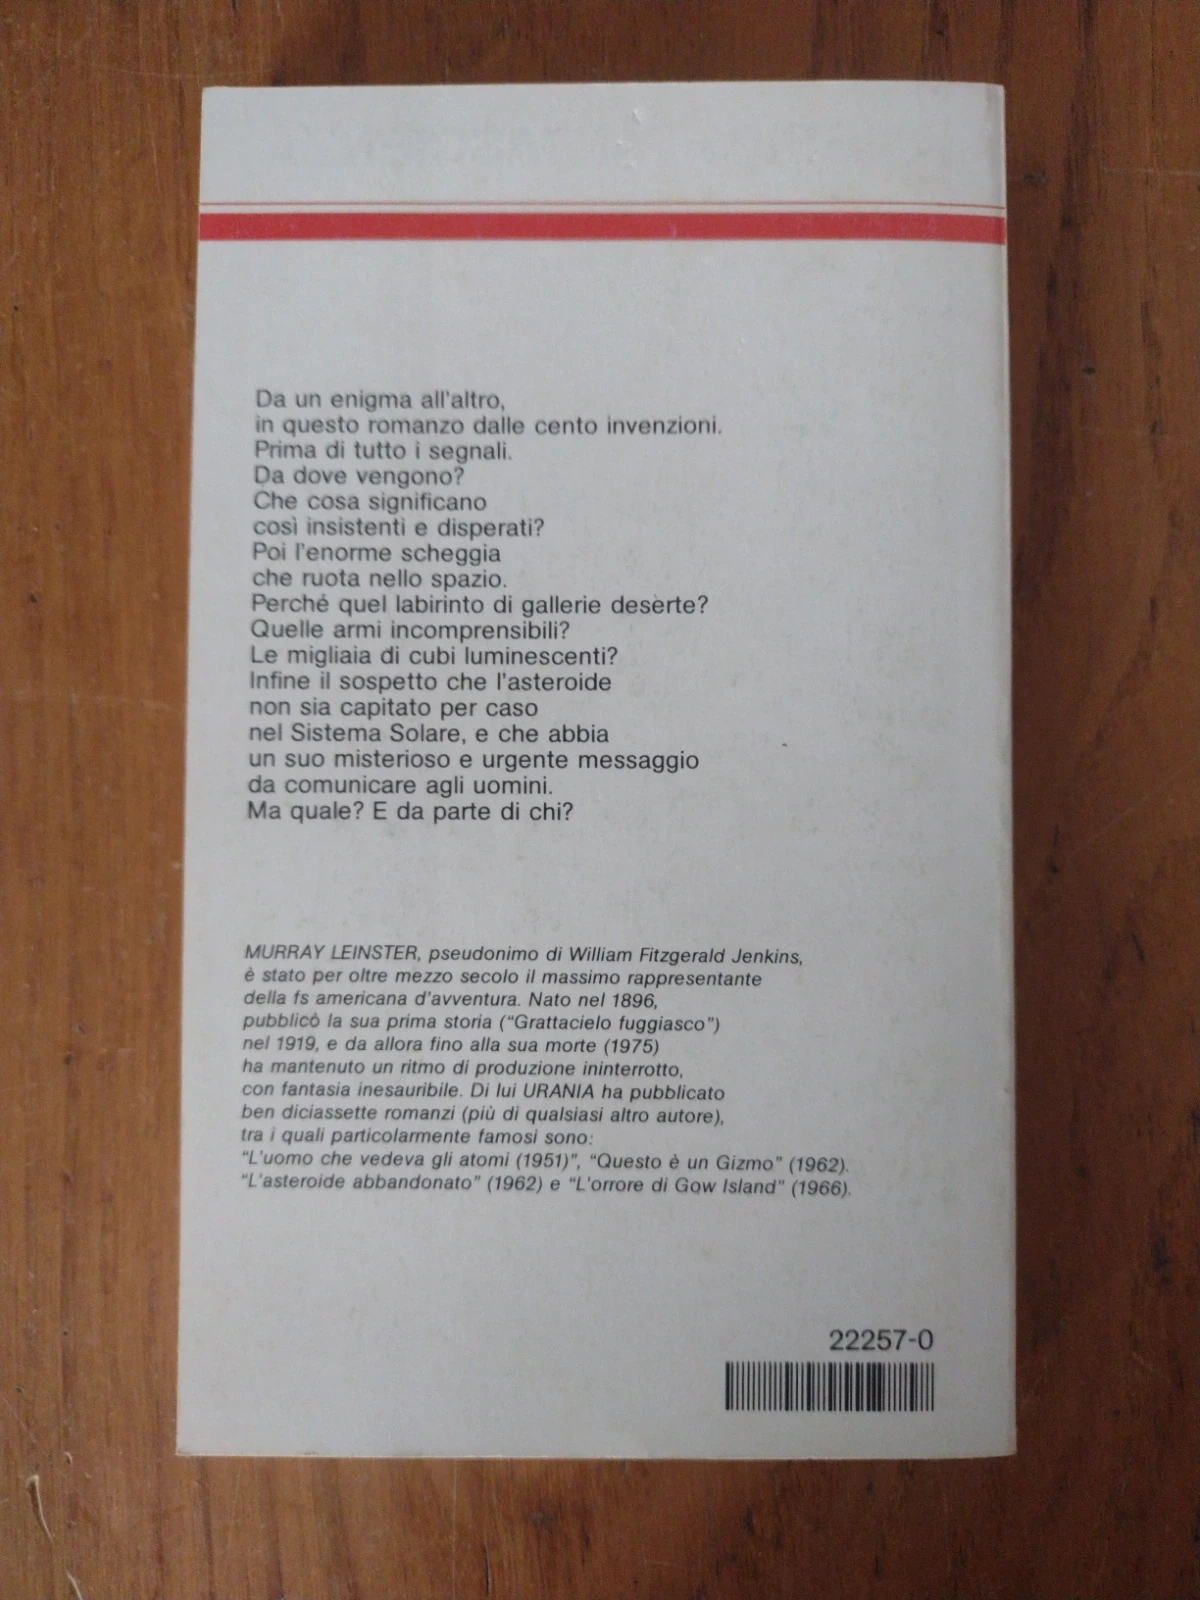 Da un enigma all'altro,
in questo romanzo dalle cento invenzioni.
Prima di tutto i segnali.
Da dove vengono?
Che cosa significano
così insistenti e disperati?
Poi l'enorme scheggia
che ruota nello spazio.
Perché quel labirinto di gallerie deserte?
Quelle armi incomprensibili?
Le migliaia di cubi luminescenti?
Infine il sospetto che l'asteroide
non sia capitato per caso
nel Sistema Solare, e che abbia
un suo misterioso e urgente messaggio
da comunicare agli uomini.
Ma quale? E da parte di chi?
MURRAY LEINSTER, pseudonimo di William Fitzgerald Jenkins,
è stato per oltre mezzo secolo il massimo rappresentante
della fs americana d'avventura. Nato nel 1896,
pubblicò la sua prima storia ("Grattacielo fuggiasco")
nel 1919, e da allora fino alla sua morte (1975)
ha mantenuto un ritmo di produzione ininterrotto,
con fantasia inesauribile. Di lui URANIA ha pubblicato
ben diciassette romanzi (più di qualsiasi altro autore),
tra i quali particolarmente famosi sono:
"L'uomo che vedeva gli atomi (1951)", "Questo è un Gizmo" (1962).
"L'asteroide abbandonato" (1962) e "L'orrore di Gow Island" (1966).
22257-0